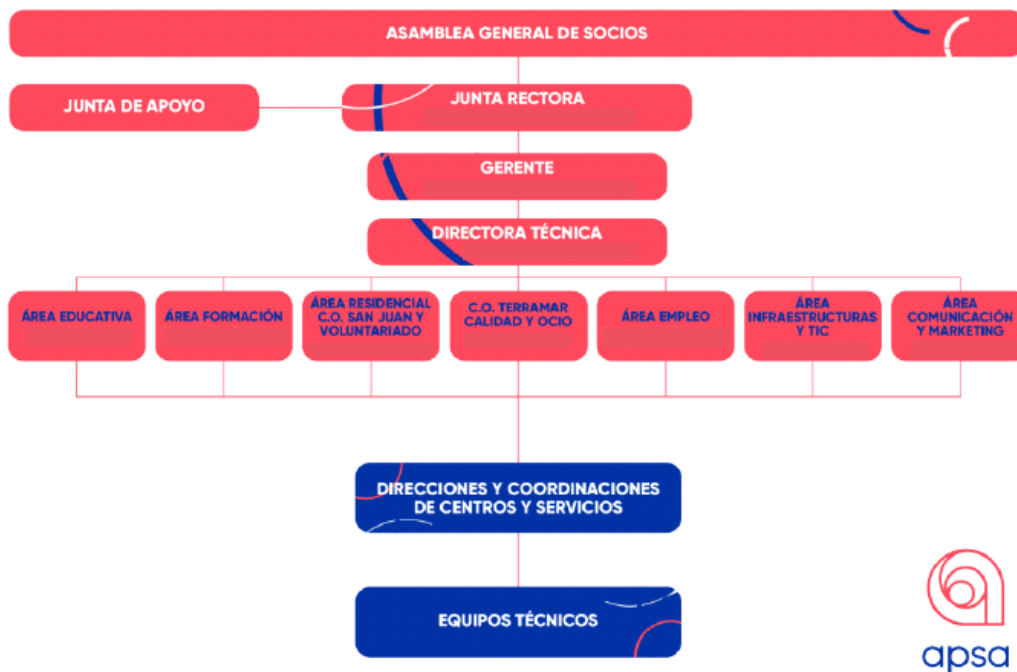 ASAMBLEA GENERAL DE SOCIOS
JUNTA DE APOYO
JUNTA RECTORA
GERENTE
DIRECTORA TÉCNICA
ÁREA EDUCATIVA
ÁREA FORMACIÓN
ÁREA RESIDENCIAL
C.O. SAN JUAN Y
VOLUNTARIADO
C.O. TERRAMAR
CALIDAD Y OCIO
ÁREA EMPLEO
ÁREA
INFRAESTRUCTURAS
Y TIC
ÁREA
COMUNICACIÓN
Y MARKETING
DIRECCIONES Y COORDINACIONES
DE CENTROS Y SERVICIOS
EQUIPOS TÉCNICOS
apsa